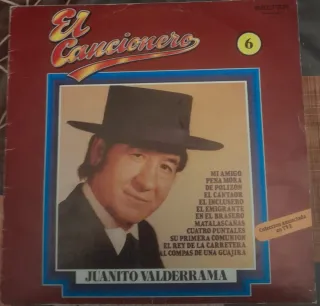 El
Cancionero
6
MI AMIGO
PENA MORA
DE POLIZON
EL CANTAOR
EL INCLUSERO
EL EMIGRANTE
EN EL BRASERO
MATALASCAÑAS
CUATRO PUNTALES
SU PRIMERA COMUNION
EL REY DE LA CARRETERA
AL COMPAS DE UNA GUAJIRA
JUANITO VALDERRAMA